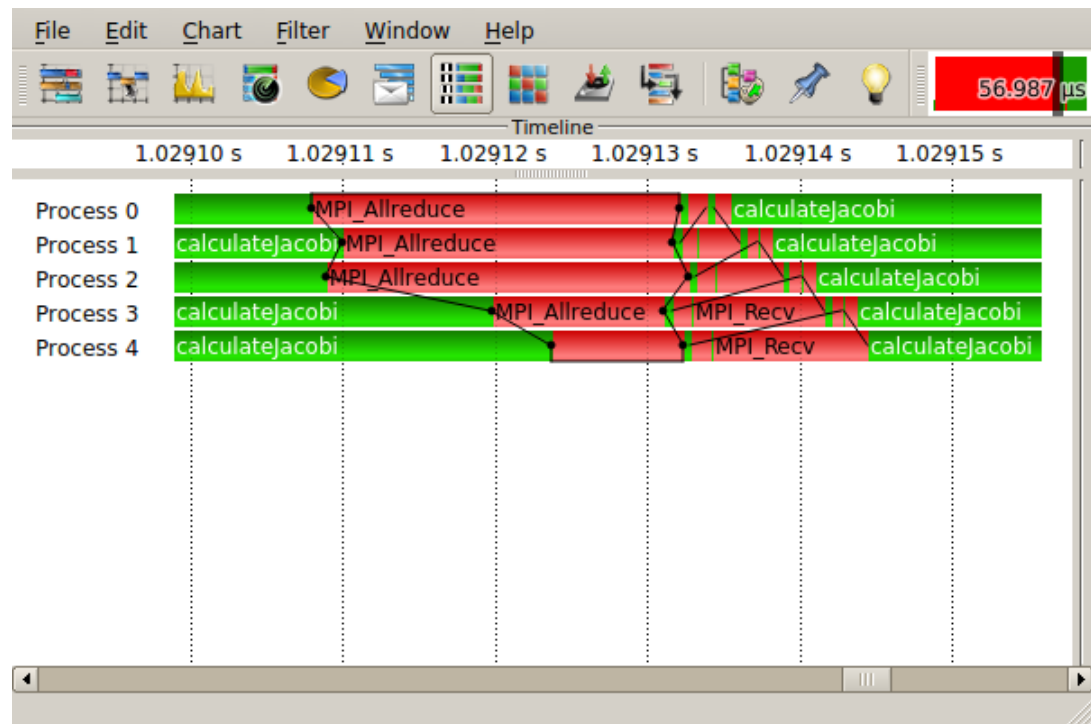 File Edit Chart Filter Window Help
56.987 µs
Timeline
1.02910 s 1.02911 s 1.02912 s 1.02913 s 1.02914 s 1.02915 s
Process 0 MPI_Allreduce calculateJacobi
Process 1 calculateJacobi MPI_Allreduce calculateJacobi
Process 2 MPI_Allreduce calculateJacobi
Process 3 calculateJacobi MPI_Allreduce MPI_Recv calculateJacobi
Process 4 calculateJacobi MPI_Recv calculateJacobi